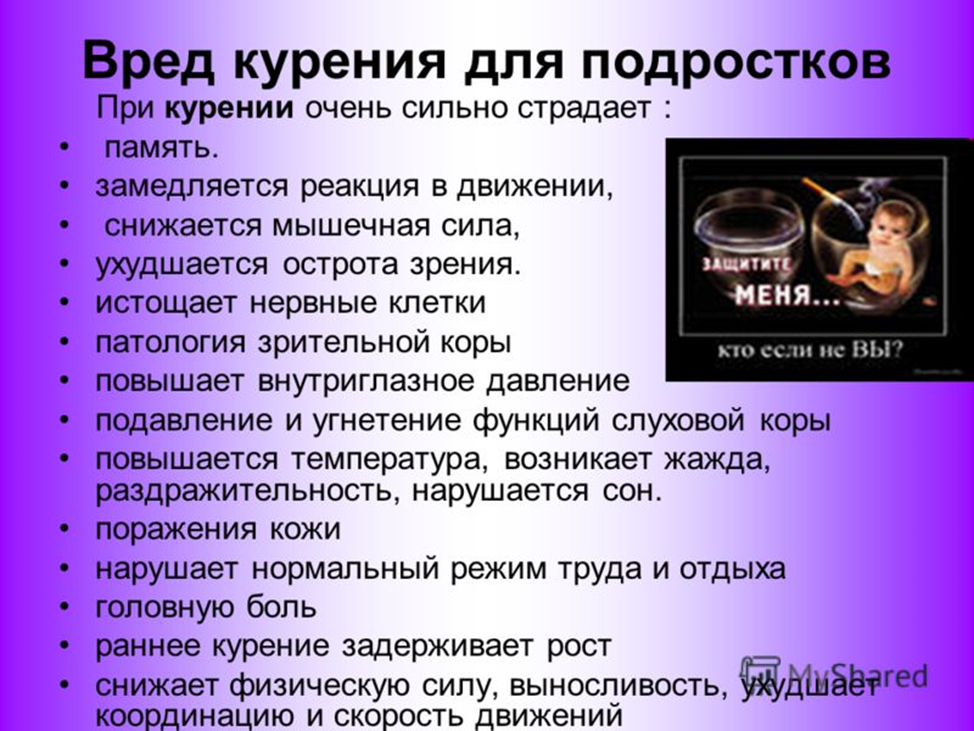 Вред курения для подростков
При курении очень сильно страдает :
• память.
• замедляется реакция в движении,
• снижается мышечная сила,
• ухудшается острота зрения.
• истощает нервные клетки
• патология зрительной коры
• повышает внутриглазное давление
• подавление и угнетение функций слуховой коры
• повышается температура, возникает жажда,
раздражительность, нарушается сон.
• поражения кожи
• нарушает нормальный режим труда и отдыха
• головную боль
• раннее курение задерживает рост
• снижает физическую силу, выносливость, ухудшает
координацию и скорость движений
ЗАЩИТИТЕ
МЕНЯ...
кто если не ВЫ?
MyShared